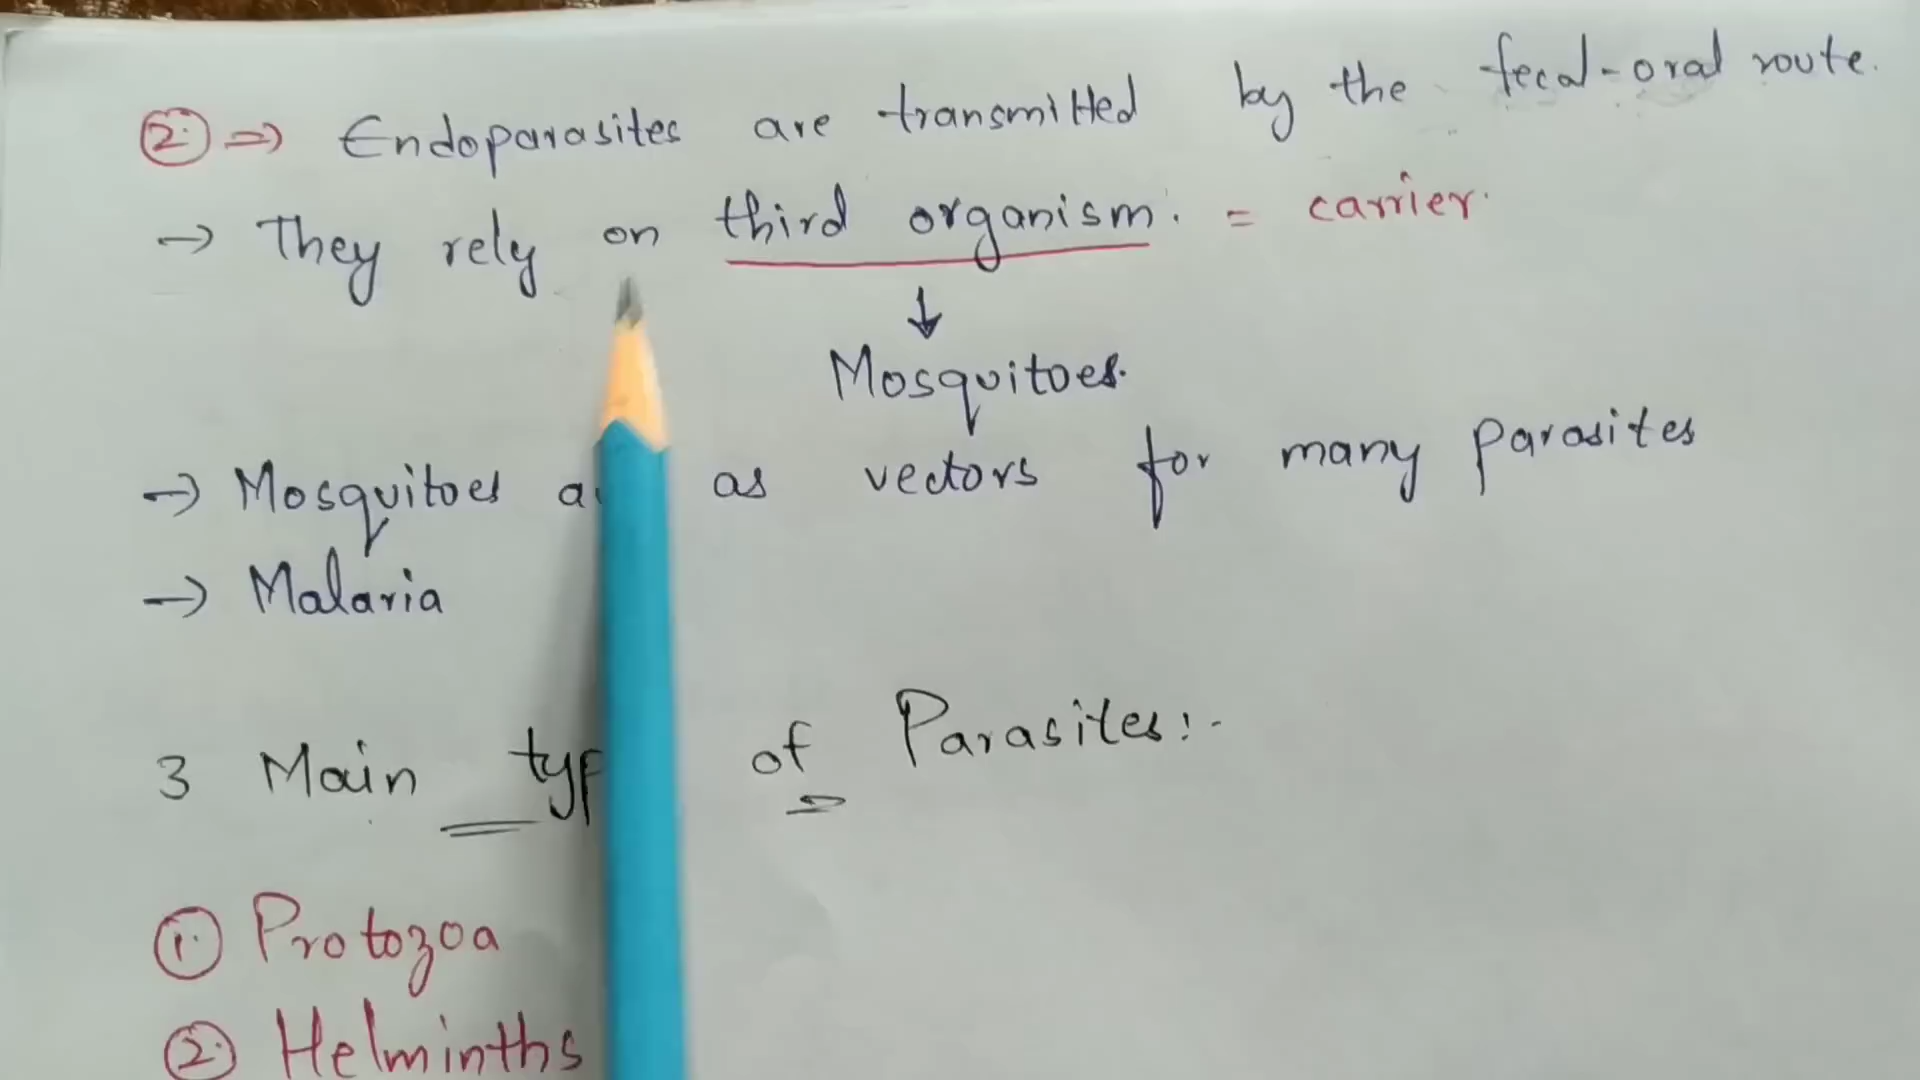 2. ⇒ Endoparasites are transmitted by the fecal-oral route.
→ They rely on third organism. = carrier.
↓
Mosquitoes.
→ Mosquitoes as vectors for many parasites
→ Malaria
3 Main of Parasites:-
1. Protozoa
2. Helminths